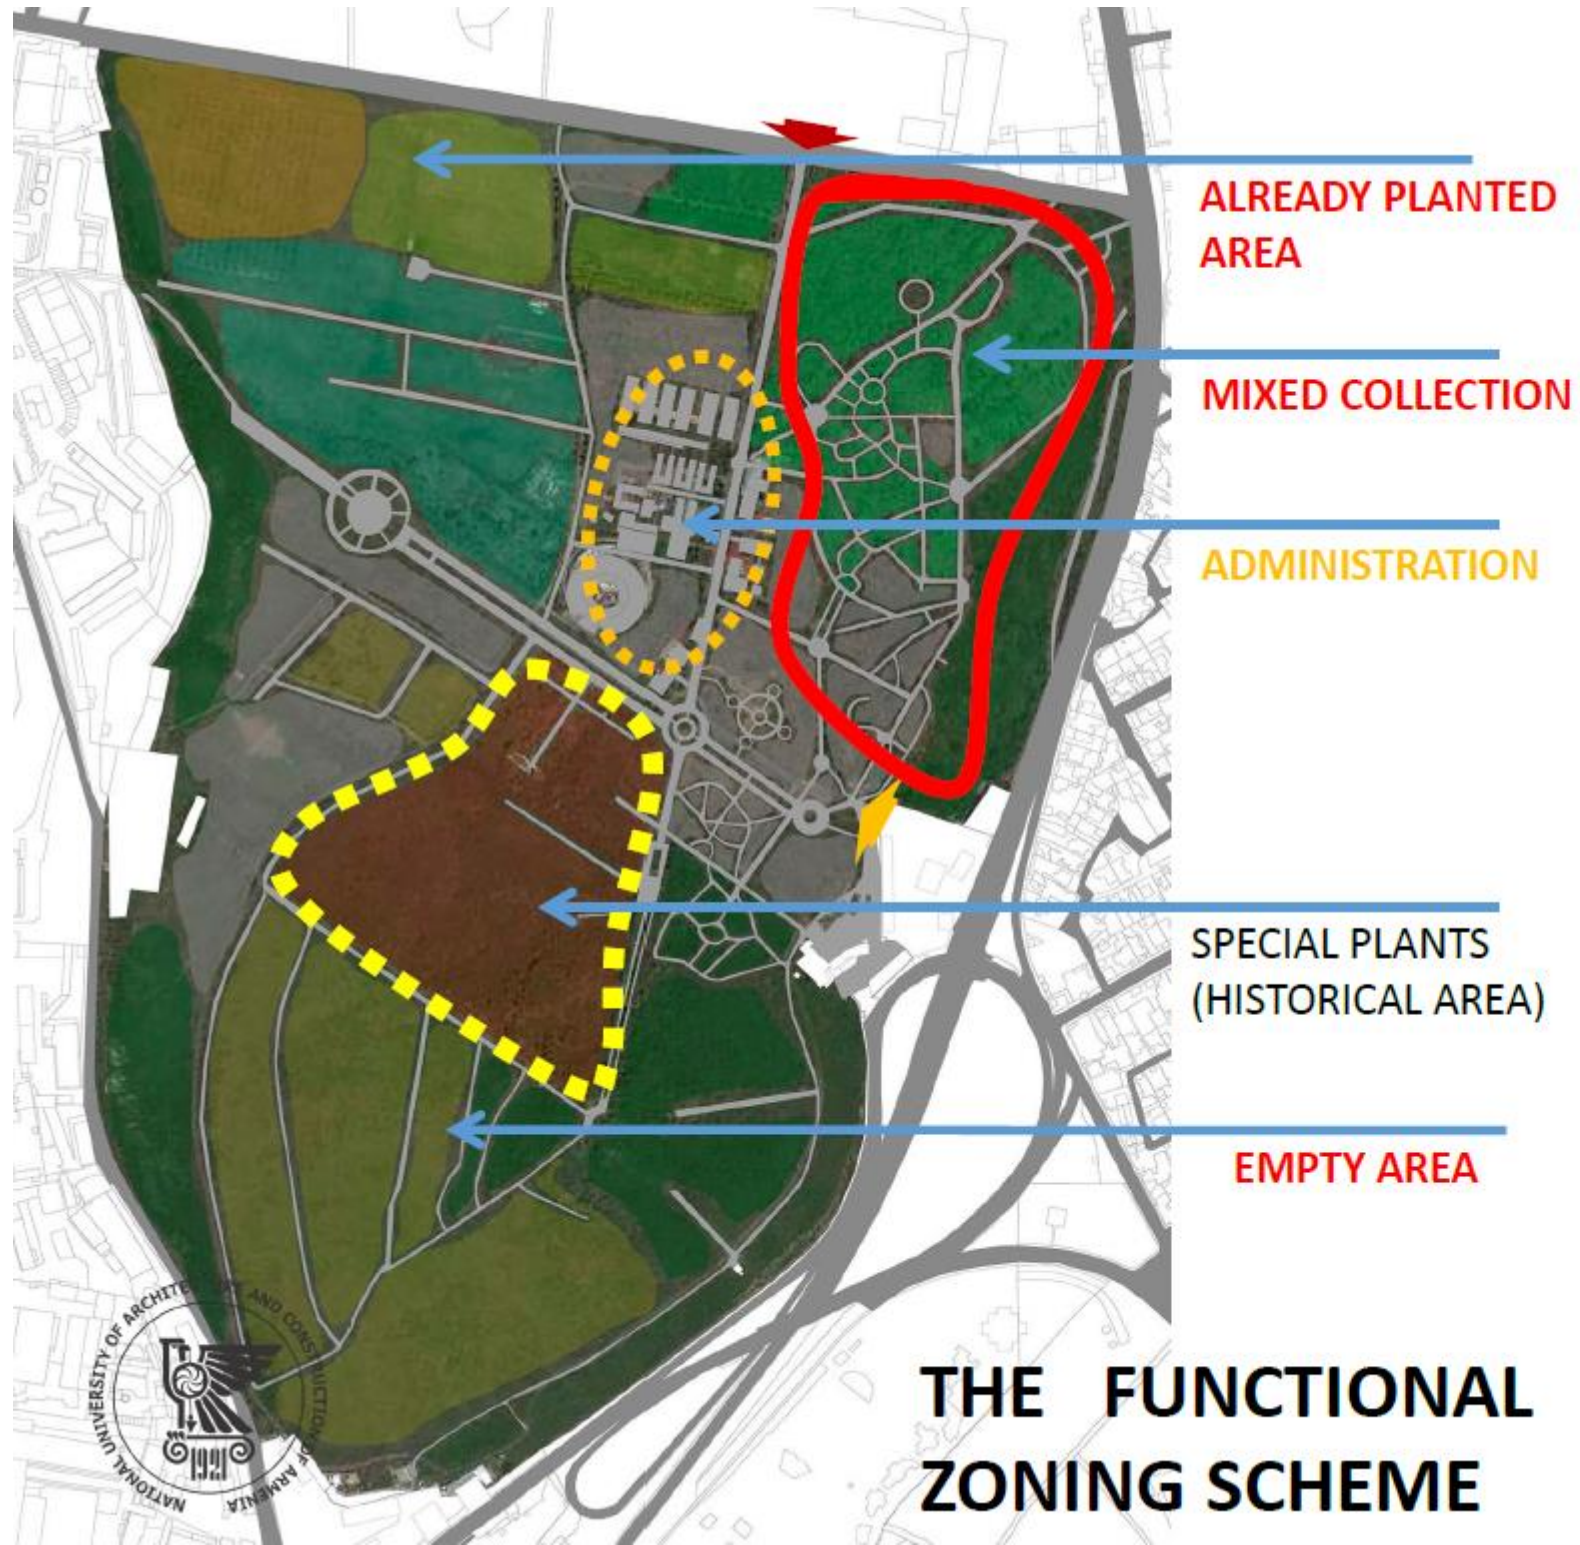 ALREADY PLANTED
AREA
MIXED COLLECTION
ADMINISTRATION
SPECIAL PLANTS
(HISTORICAL AREA)
EMPTY AREA
THE FUNCTIONAL
ZONING SCHEME
NATIONAL UNIVERSITY OF ARCHITECTURE AND CONSTRUCTION OF ARMENIA
1921